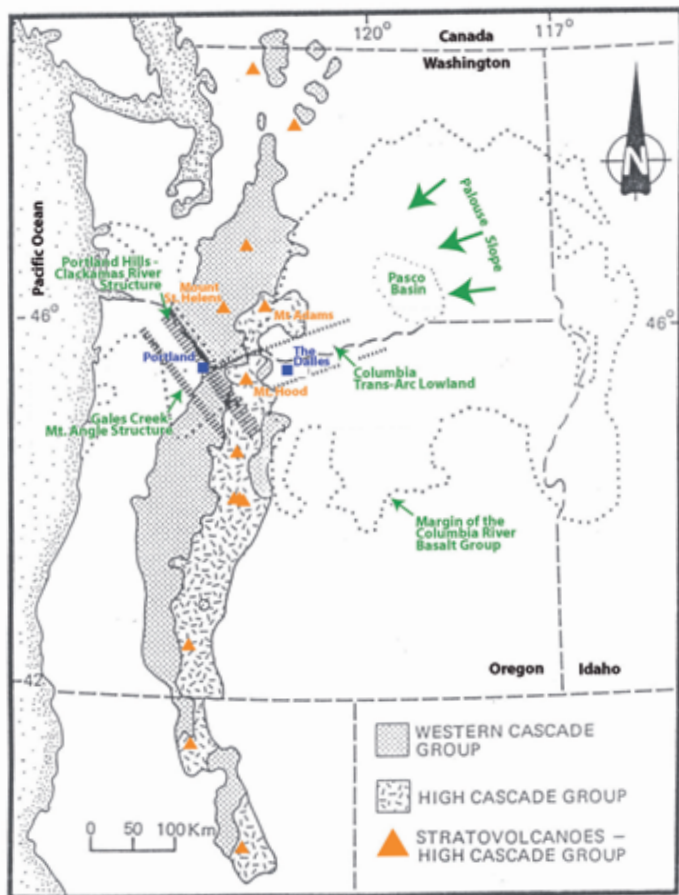 120°
117°
Canada
Washington
N
Pacific Ocean
Palouse Slope
Portland Hills -
Clackamas River
Structure
Pasco
Basin
Mount
St. Helens
Mt Adams
46°
46°
Portland
The
Dalles
Columbia
Trans-Arc Lowland
Mt. Hood
Gales Creek
Mt. Angle Structure
Margin of the
Columbia River
Basalt Group
Oregon
Idaho
42°
WESTERN CASCADE
GROUP
HIGH CASCADE GROUP
STRATOVOLCANOES –
HIGH CASCADE GROUP
0 50 100 Km